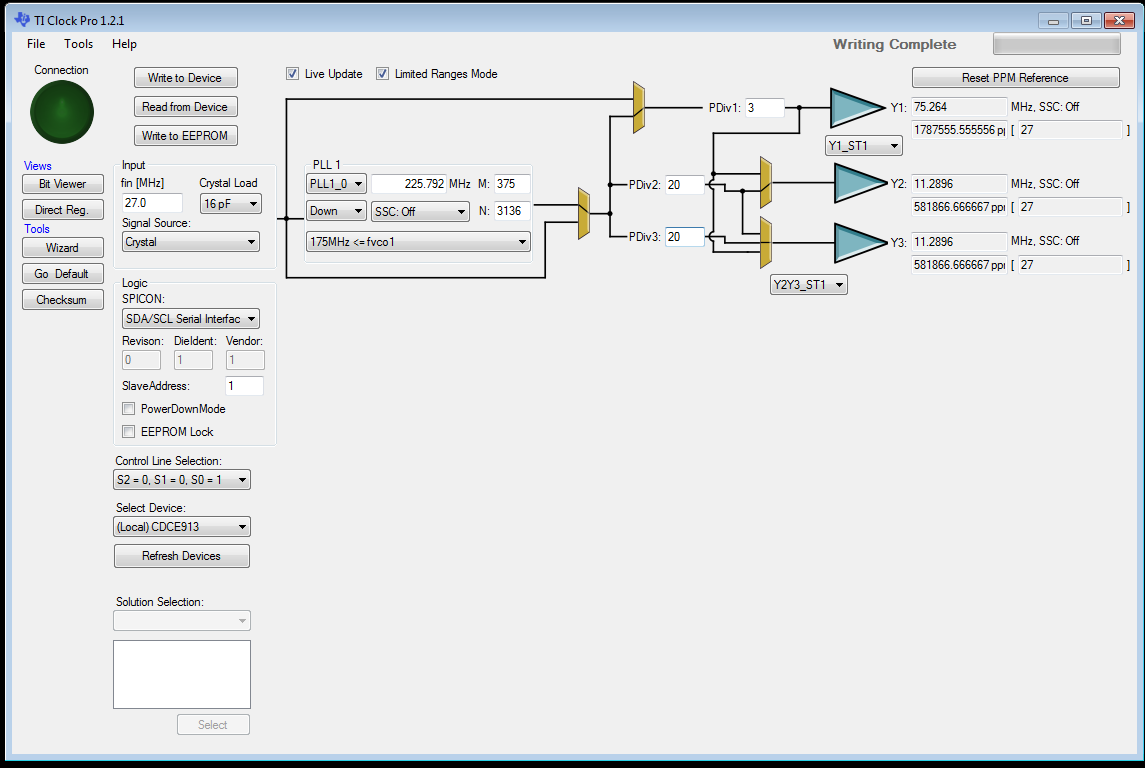 TI Clock Pro 1.2.1
File Tools Help
Writing Complete
Connection
Write to Device
Read from Device
Write to EEPROM
Live Update
Limited Ranges Mode
Reset PPM Reference
Views
Bit Viewer
Direct Reg.
Tools
Wizard
Go Default
Checksum
Input
fin [MHz] Crystal Load
27.0 16 pF
Signal Source:
Crystal
PLL 1
PLL1_0 225.792 MHz M: 375
Down SSC: Off N: 3136
175MHz <= fvco1
PDiv1: 3
PDiv2: 20
PDiv3: 20
Y1: 75.264 MHz, SSC: Off
1787555.555556 p [ 27 ]
Y1_ST1
Y2: 11.2896 MHz, SSC: Off
581866.666667 ppr [ 27 ]
Y3: 11.2896 MHz, SSC: Off
581866.666667 ppr [ 27 ]
Y2Y3_ST1
Logic
SPICON:
SDA/SCL Serial Interfac
Revison: DieIdent: Vendor:
0 1 1
SlaveAddress: 1
PowerDownMode
EEPROM Lock
Control Line Selection:
S2 = 0, S1 = 0, S0 = 1
Select Device:
(Local) CDCE913
Refresh Devices
Solution Selection:
Select